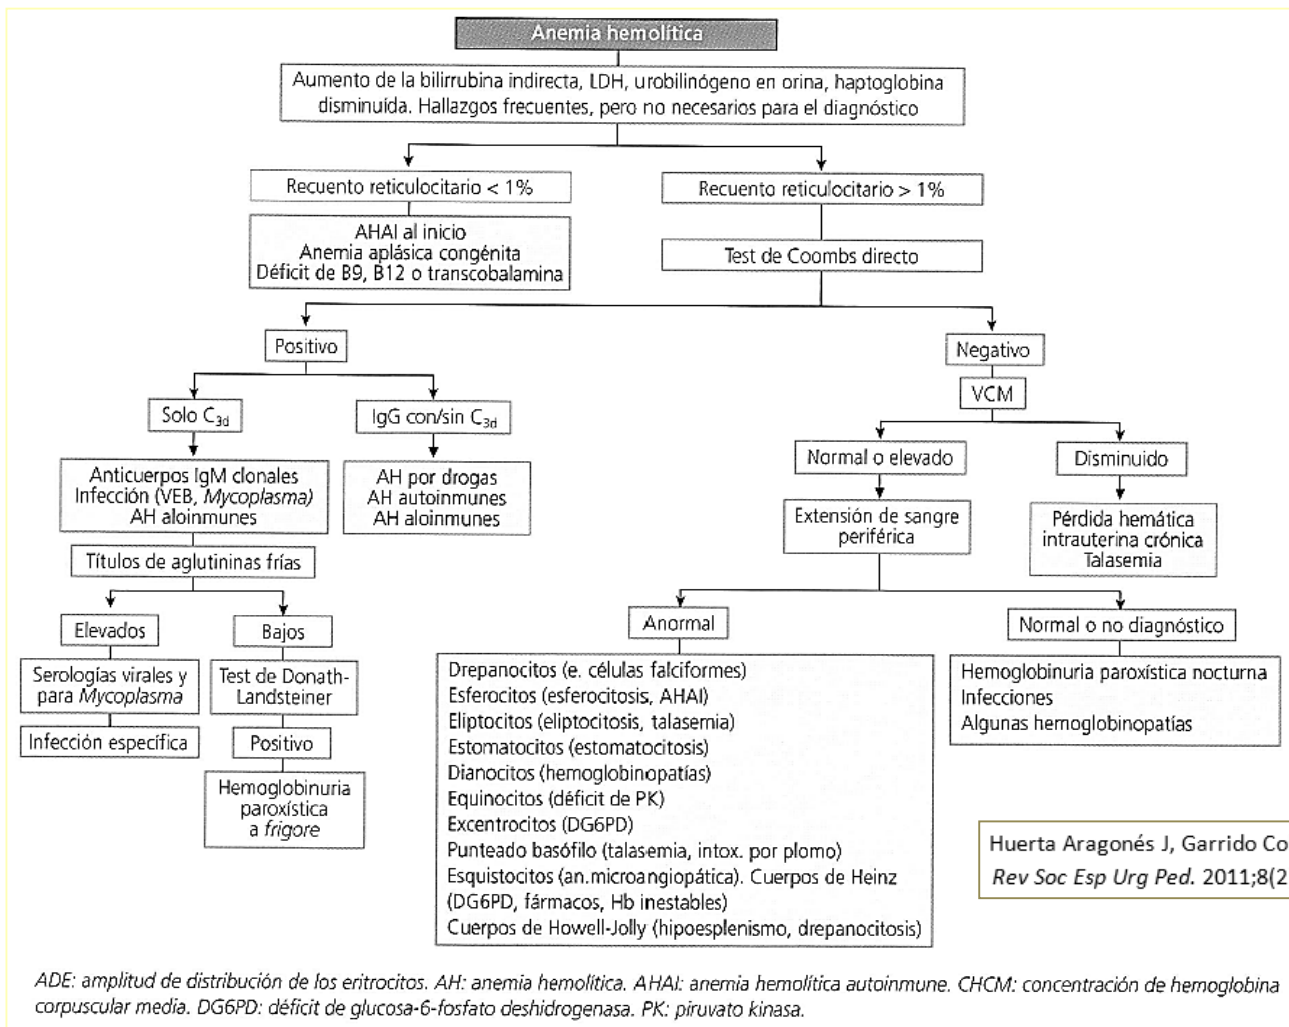 Anemia hemolítica
Aumento de la bilirrubina indirecta, LDH, urobilinógeno en orina, haptoglobina
disminuída. Hallazgos frecuentes, pero no necesarios para el diagnóstico
Recuento reticulocitario < 1%
Recuento reticulocitario > 1%
AHAI al inicio
Anemia aplásica congénita
Déficit de B9, B12 o transcobalamina
Test de Coombs directo
Positivo
Negativo
VCM
Solo C3d
IgG con/sin C3d
Normal o elevado
Disminuido
Anticuerpos IgM clonales
Infección (VEB, Mycoplasma)
AH aloinmunes
AH por drogas
AH autoinmunes
AH aloinmunes
Extensión de sangre
periférica
Pérdida hemática
intrauterina crónica
Talasemia
Títulos de aglutininas frías
Elevados
Bajos
Anormal
Normal o no diagnóstico
Serologías virales y
para Mycoplasma
Test de Donath-
Landsteiner
Infección específica
Positivo
Hemoglobinuria
paroxística
a frigore
Drepanocitos (e. células falciformes)
Esferocitos (esferocitosis, AHAI)
Eliptocitos (eliptocitosis, talasemia)
Estomatocitos (estomatocitosis)
Dianocitos (hemoglobinopatías)
Equinocitos (déficit de PK)
Excentrocitos (DG6PD)
Punteado basófilo (talasemia, intox. por plomo)
Esquistocitos (an.microangiopática). Cuerpos de Heinz
(DG6PD, fármacos, Hb inestables)
Cuerpos de Howell-Jolly (hipoesplenismo, drepanocitosis)
Hemoglobinuria paroxística nocturna
Infecciones
Algunas hemoglobinopatías
Huerta Aragonés J, Garrido Co
Rev Soc Esp Urg Ped. 2011;8(2
ADE: amplitud de distribución de los eritrocitos. AH: anemia hemolítica. AHAI: anemia hemolítica autoinmune. CHCM: concentración de hemoglobina
corpuscular media. DG6PD: déficit de glucosa-6-fosfato deshidrogenasa. PK: piruvato kinasa.